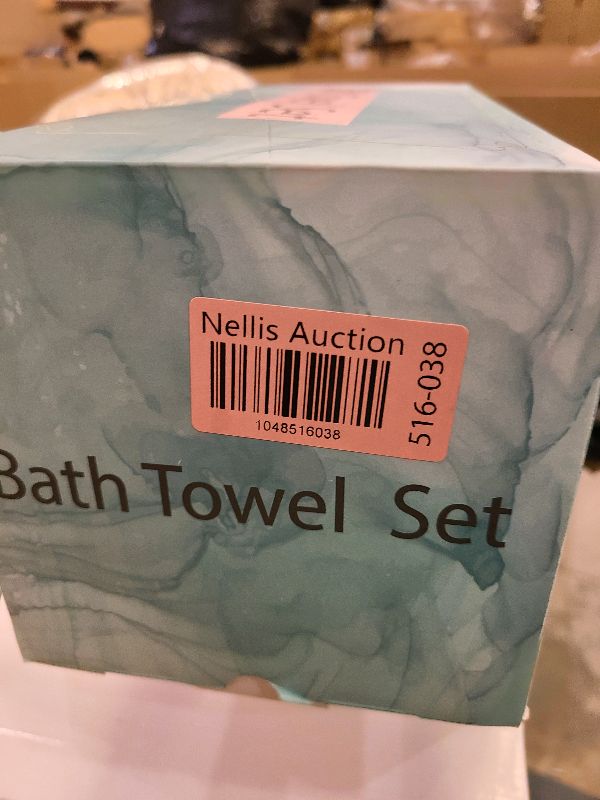 Nellis Auction
1048516038
516-038
Bath Towel Set